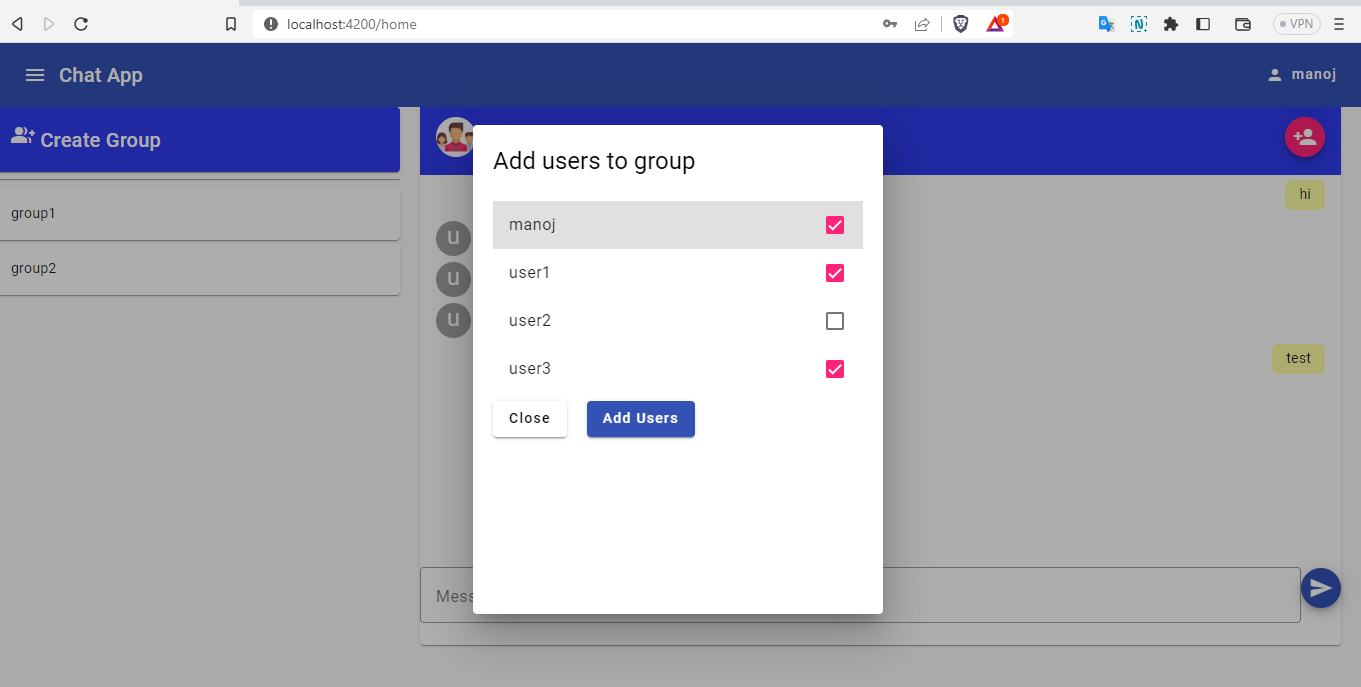 localhost:4200/home
1
VPN
Chat App
manoj
Create Group
group1
group2
hi
U
U
U
test
Add users to group
manoj
user1
user2
user3
Close
Add Users
Mess